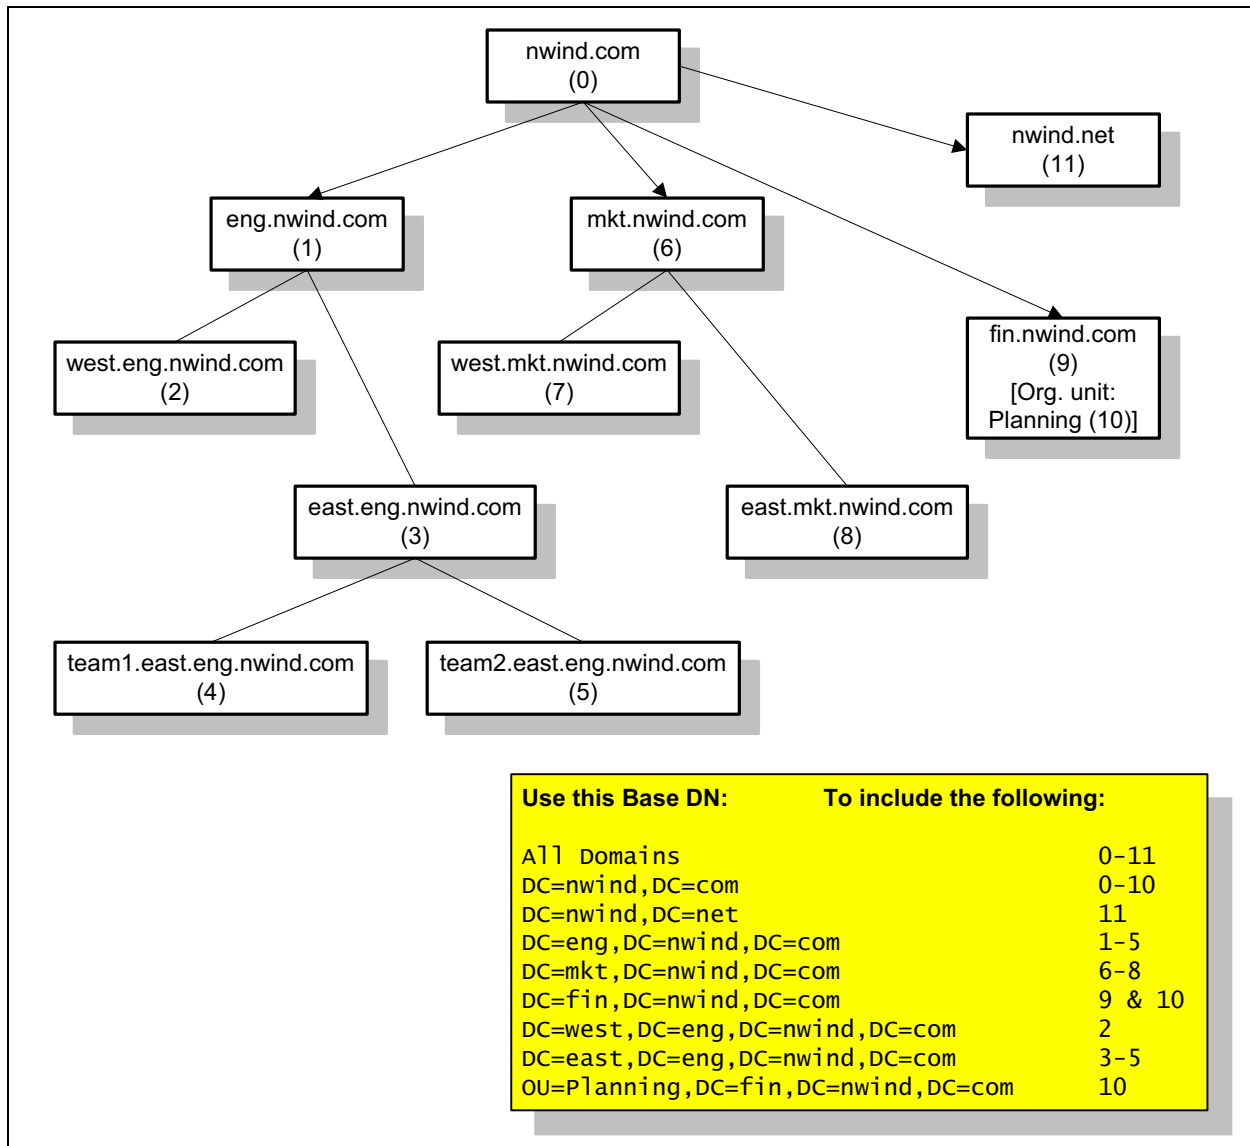 nwind.com
(0)
nwind.net
(11)
eng.nwind.com
(1)
mkt.nwind.com
(6)
west.eng.nwind.com
(2)
west.mkt.nwind.com
(7)
fin.nwind.com
(9)
[Org. unit:
Planning (10)]
east.eng.nwind.com
(3)
east.mkt.nwind.com
(8)
team1.east.eng.nwind.com
(4)
team2.east.eng.nwind.com
(5)
Use this Base DN: To include the following:
All Domains 0-11
DC=nwind,DC=com 0-10
DC=nwind,DC=net 11
DC=eng,DC=nwind,DC=com 1-5
DC=mkt,DC=nwind,DC=com 6-8
DC=fin,DC=nwind,DC=com 9 & 10
DC=west,DC=eng,DC=nwind,DC=com 2
DC=east,DC=eng,DC=nwind,DC=com 3-5
OU=Planning,DC=fin,DC=nwind,DC=com 10